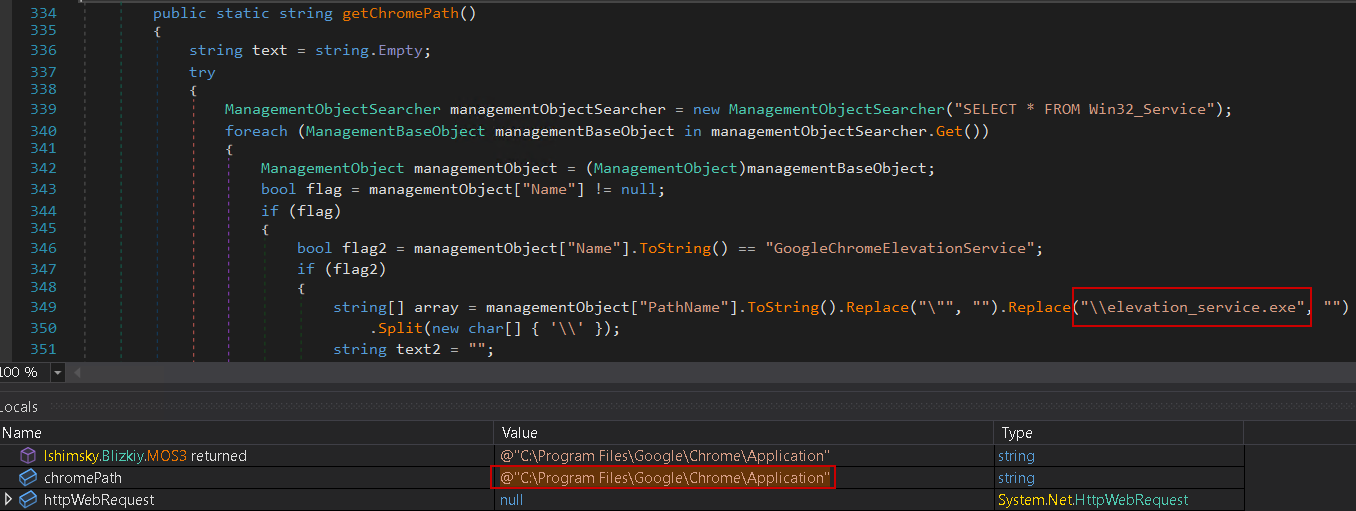 334 public static string getChromePath()
335 {
336 string text = string.Empty;
337 try
338 {
339 ManagementObjectSearcher managementObjectSearcher = new ManagementObjectSearcher("SELECT * FROM Win32_Service");
340 foreach (ManagementBaseObject managementBaseObject in managementObjectSearcher.Get())
341 {
342 ManagementObject managementObject = (ManagementObject)managementBaseObject;
343 bool flag = managementObject["Name"] != null;
344 if (flag)
345 {
346 bool flag2 = managementObject["Name"].ToString() == "GoogleChromeElevationService";
347 if (flag2)
348 {
349 string[] array = managementObject["PathName"].ToString().Replace("\"", "").Replace("\\elevation_service.exe", "")
350 .Split(new char[] { '\\' });
351 string text2 = "";
100 %
Locals
Name Value Type
Ishimsky.Blizkiy.MOS3 returned @"C:\Program Files\Google\Chrome\Application" string
chromePath @"C:\Program Files\Google\Chrome\Application" string
httpWebRequest null System.Net.HttpWebRequest